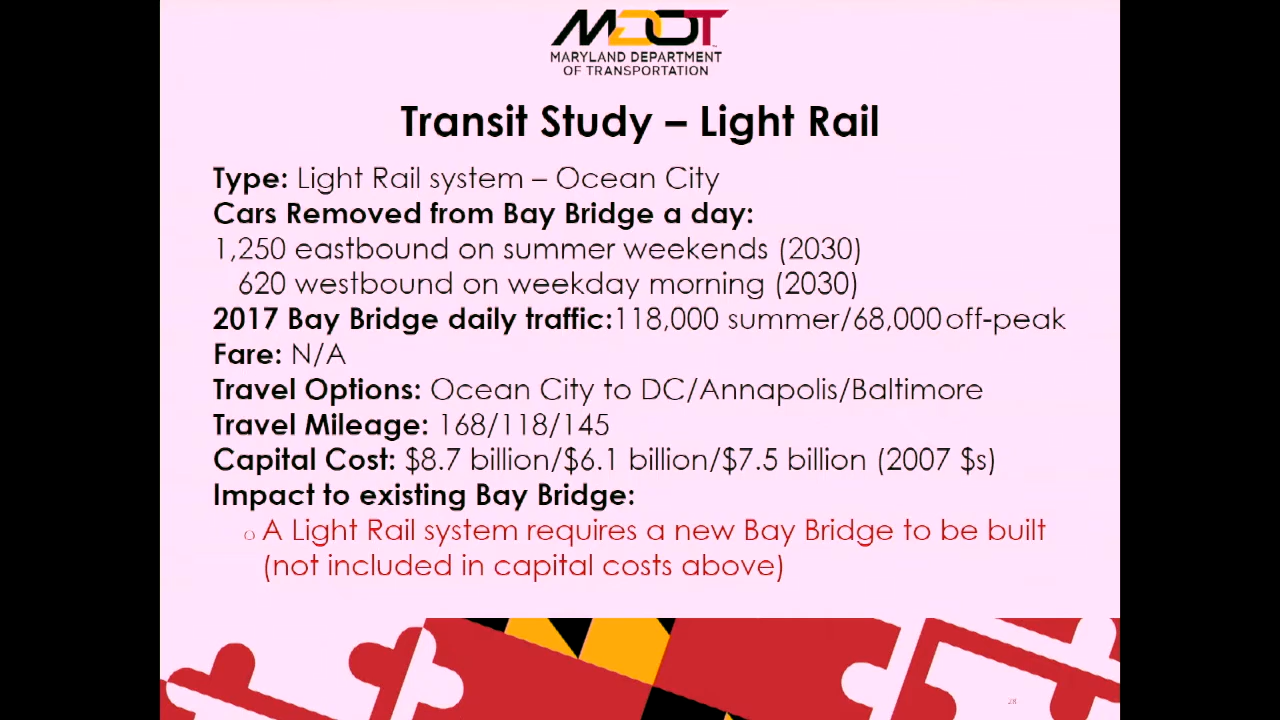 MDOT
MARYLAND DEPARTMENT
OF TRANSPORTATION
Transit Study – Light Rail
Type: Light Rail system – Ocean City
Cars Removed from Bay Bridge a day:
1,250 eastbound on summer weekends (2030)
620 westbound on weekday morning (2030)
2017 Bay Bridge daily traffic:118,000 summer/68,000 off-peak
Fare: N/A
Travel Options: Ocean City to DC/Annapolis/Baltimore
Travel Mileage: 168/118/145
Capital Cost: $8.7 billion/$6.1 billion/$7.5 billion (2007 $s)
Impact to existing Bay Bridge:
○ A Light Rail system requires a new Bay Bridge to be built
(not included in capital costs above)
28